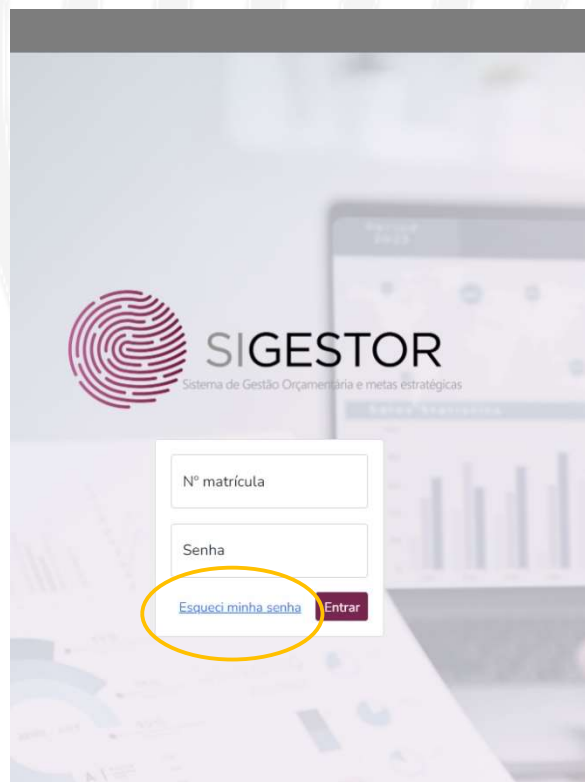 SIGESTOR
Sistema de Gestão Orçamentária e metas estratégicas
Nº matrícula
Senha
Esqueci minha senha
Entrar